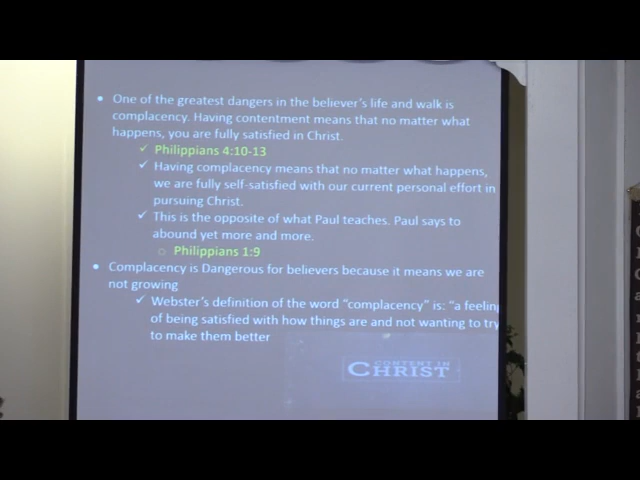 • One of the greatest dangers in the believer's life and walk is
complacency. Having contentment means that no matter what
happens, you are fully satisfied in Christ.
✓ Philippians 4:10-13
✓ Having complacency means that no matter what happens,
we are fully self-satisfied with our current personal effort in
pursuing Christ.
✓ This is the opposite of what Paul teaches. Paul says to
abound yet more and more.
o Philippians 1:9
• Complacency is Dangerous for believers because it means we are
not growing
✓ Webster's definition of the word "complacency" is: "a feeling
of being satisfied with how things are and not wanting to try
to make them better
CONTENT IN
CHRIST